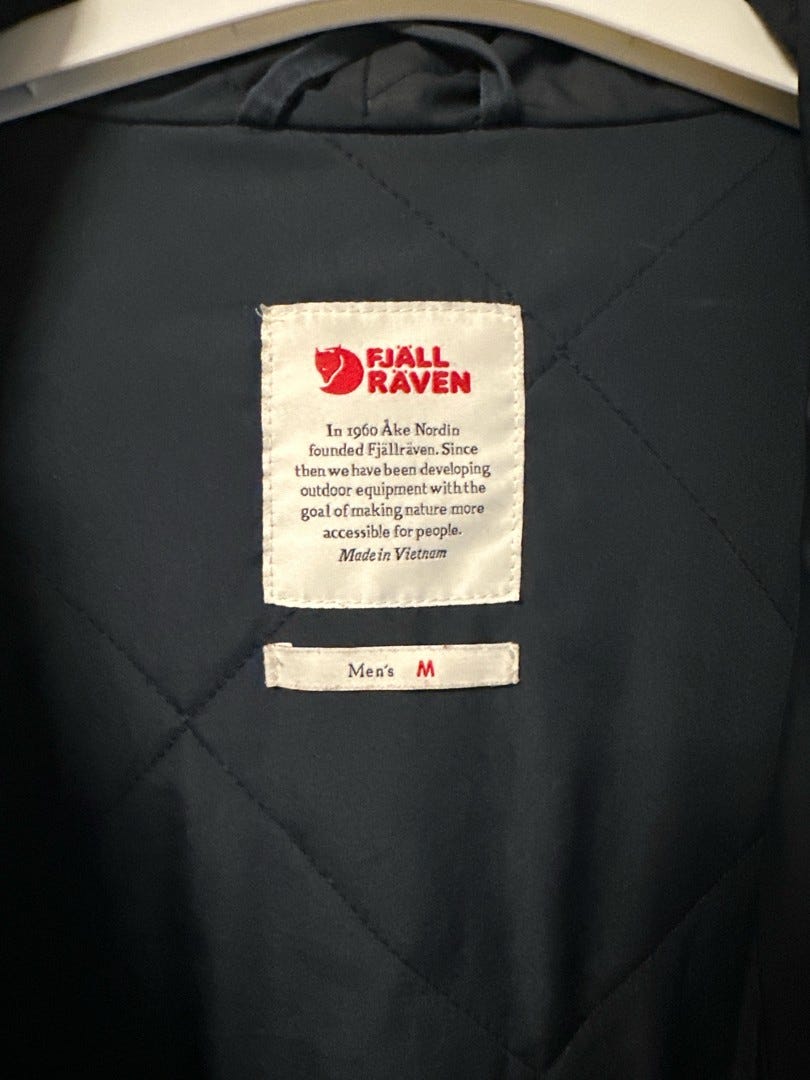 FJÄLL
RÄVEN
In 1960 Åke Nordin
founded Fjällräven. Since
then we have been developing
outdoor equipment with the
goal of making nature more
accessible for people.
Made in Vietnam
Men's M